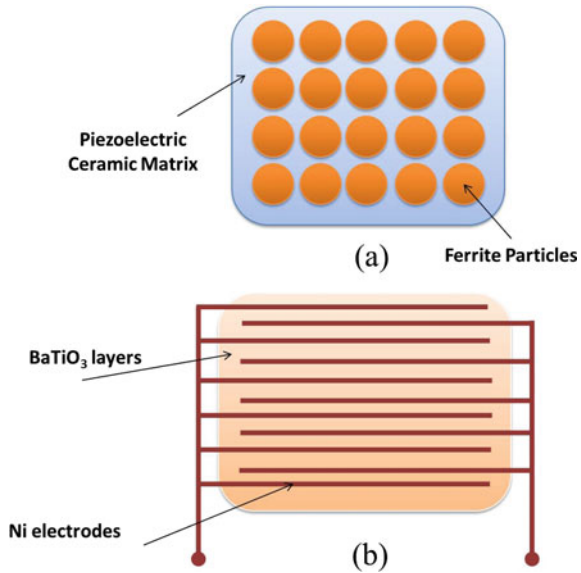 Piezoelectric
Ceramic Matrix
Ferrite Particles
(a)
BaTiO₃ layers
Ni electrodes
(b)